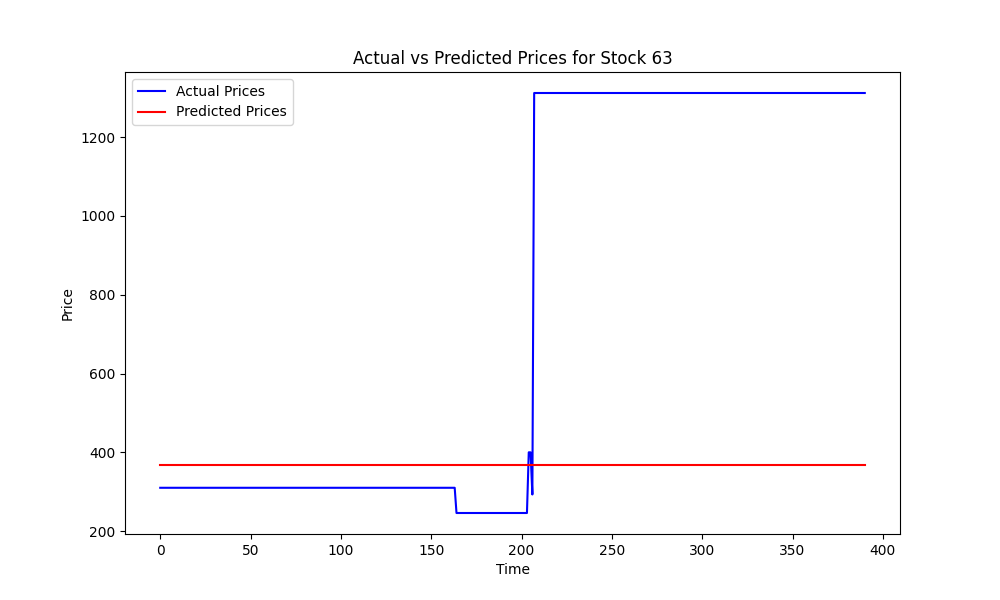 Actual vs Predicted Prices for Stock 63
Actual Prices
Predicted Prices
1200
1000
800
600
400
200
Price
0 50 100 150 200 250 300 350 400
Time